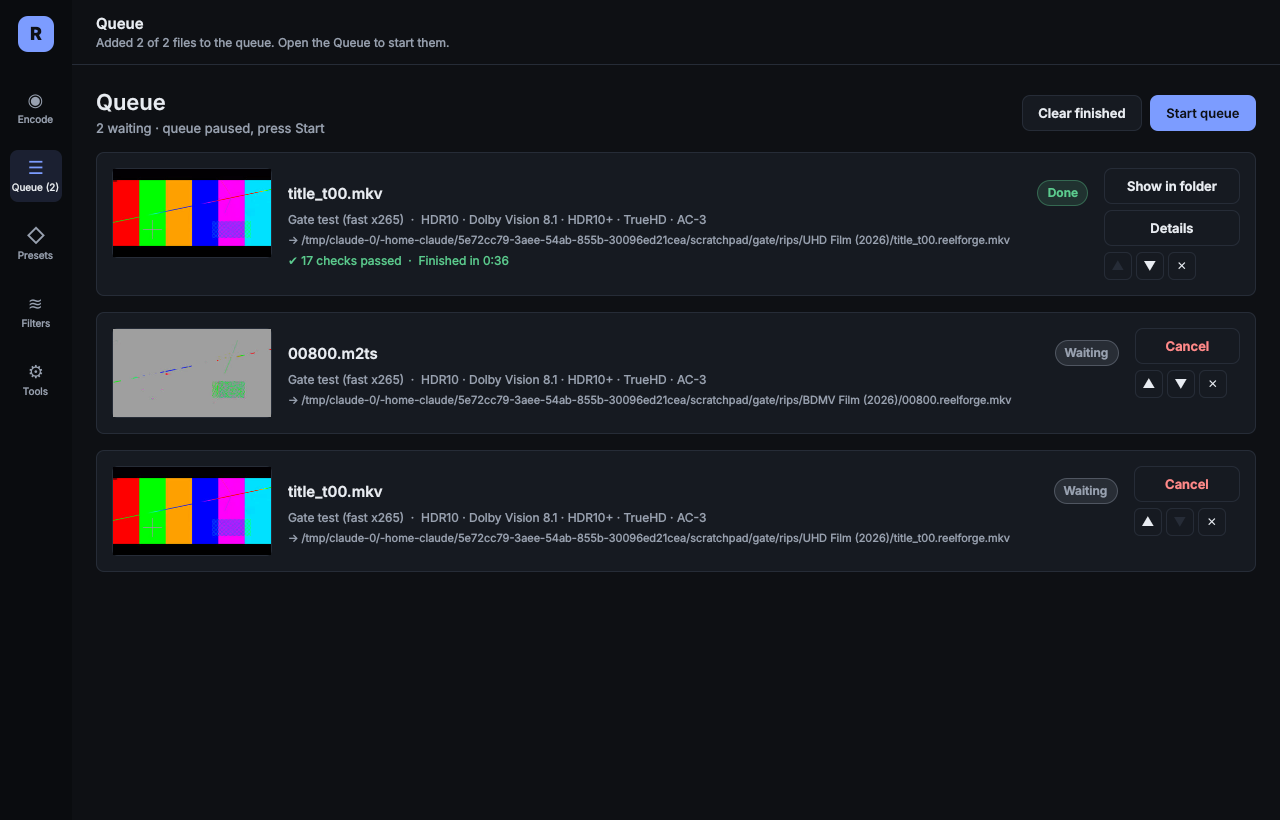 R
Encode
Queue (2)
Presets
Filters
Tools
Queue
Added 2 of 2 files to the queue. Open the Queue to start them.
Queue
2 waiting · queue paused, press Start
Clear finished
Start queue
title_t00.mkv
Gate test (fast x265) · HDR10 · Dolby Vision 8.1 · HDR10+ · TrueHD · AC-3
→ /tmp/claude-0/-home-claude/5e72cc79-3aee-54ab-855b-30096ed21cea/scratchpad/gate/rips/UHD Film (2026)/title_t00.reelforge.mkv
✔ 17 checks passed · Finished in 0:36
Done
Show in folder
Details
▲ ▼ ×
00800.m2ts
Gate test (fast x265) · HDR10 · Dolby Vision 8.1 · HDR10+ · TrueHD · AC-3
→ /tmp/claude-0/-home-claude/5e72cc79-3aee-54ab-855b-30096ed21cea/scratchpad/gate/rips/BDMV Film (2026)/00800.reelforge.mkv
Waiting
Cancel
▲ ▼ ×
title_t00.mkv
Gate test (fast x265) · HDR10 · Dolby Vision 8.1 · HDR10+ · TrueHD · AC-3
→ /tmp/claude-0/-home-claude/5e72cc79-3aee-54ab-855b-30096ed21cea/scratchpad/gate/rips/UHD Film (2026)/title_t00.reelforge.mkv
Waiting
Cancel
▲ ▼ ×